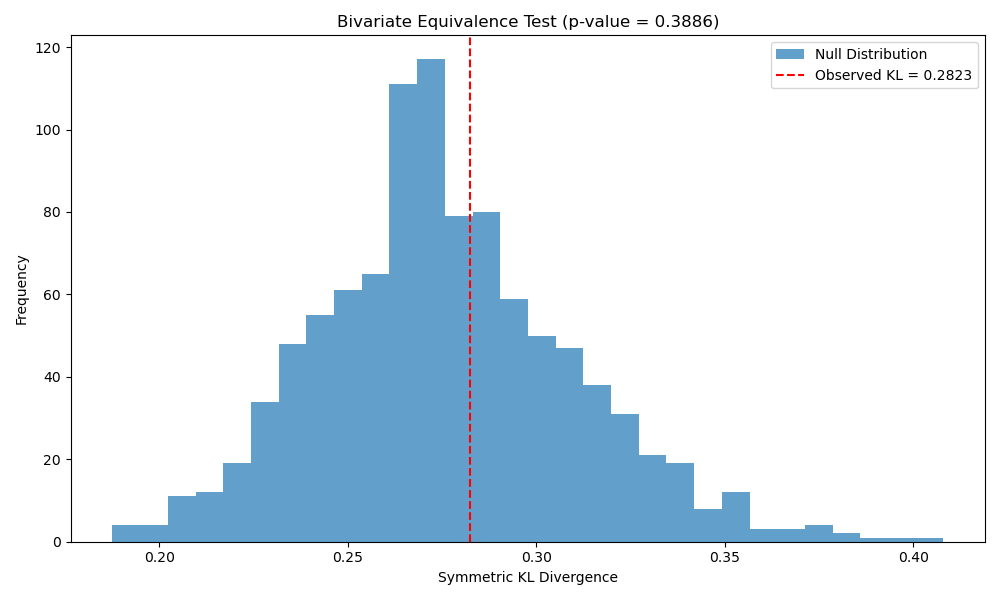 Bivariate Equivalence Test (p-value = 0.3886)
Null Distribution
Observed KL = 0.2823
Frequency
120
100
80
60
40
20
0
0.20
0.25
0.30
0.35
0.40
Symmetric KL Divergence